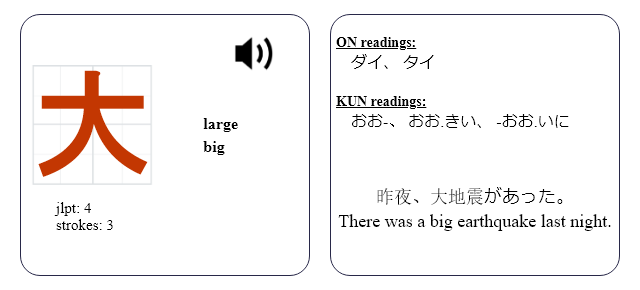 大
large
big
jlpt: 4
strokes: 3
ON readings:
ダイ、 タイ
KUN readings:
おお-、 おお.きい、 -おお.いに
昨夜、大地震があった。
There was a big earthquake last night.